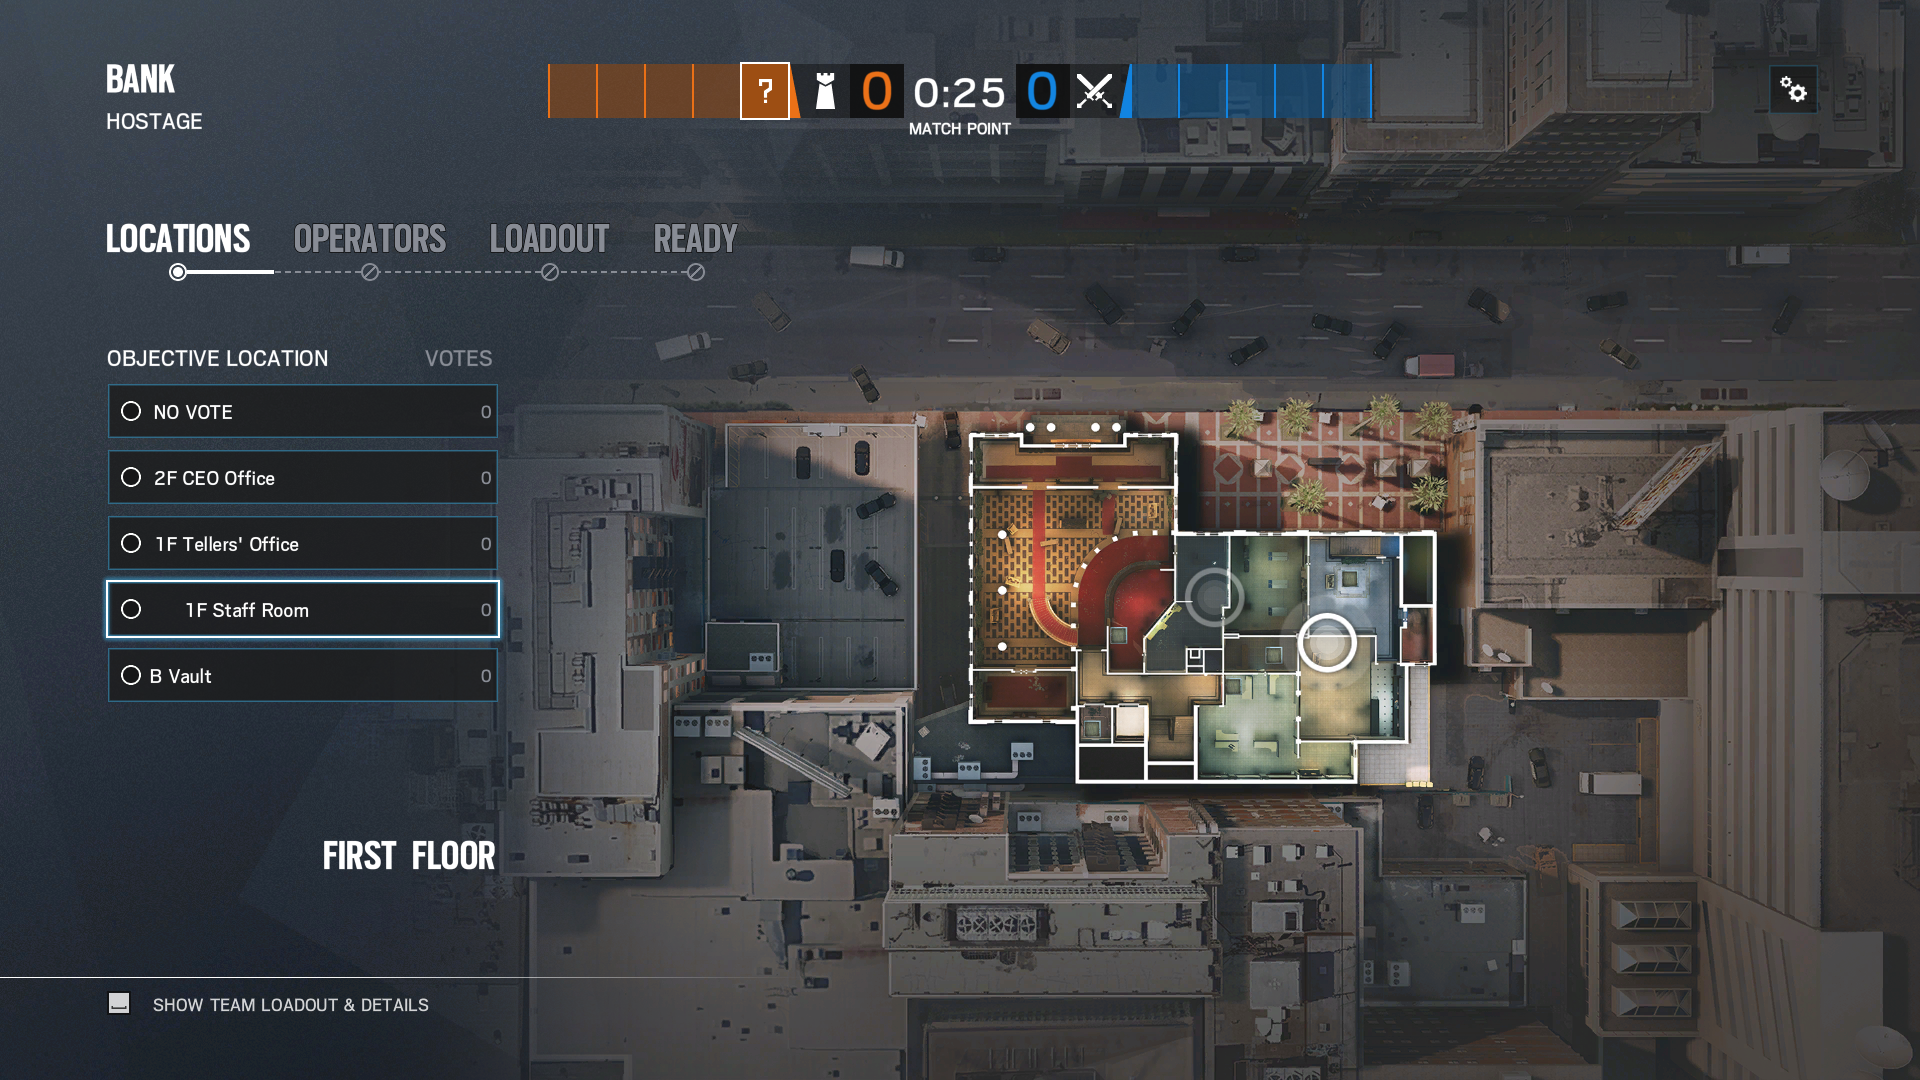 BANK
HOSTAGE
? 0 0:25 0
MATCH POINT
LOCATIONS OPERATORS LOADOUT READY
OBJECTIVE LOCATION VOTES
NO VOTE 0
2F CEO Office 0
1F Tellers' Office 0
1F Staff Room 0
B Vault 0
FIRST FLOOR
SHOW TEAM LOADOUT & DETAILS